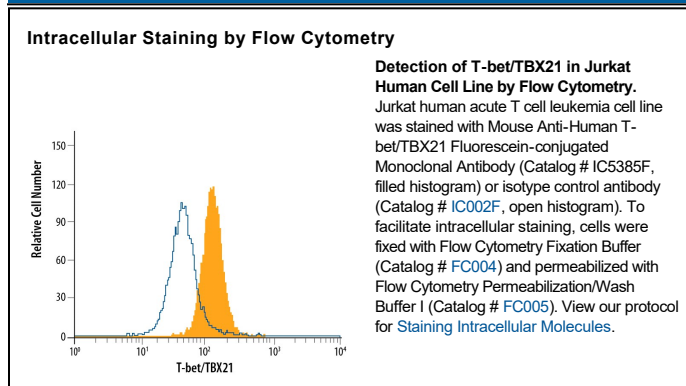 Intracellular Staining by Flow Cytometry
150
120
90
60
30
0
Relative Cell Number
10⁰ 10¹ 10² 10³ 10⁴
T-bet/TBX21
Detection of T-bet/TBX21 in Jurkat
Human Cell Line by Flow Cytometry.
Jurkat human acute T cell leukemia cell line
was stained with Mouse Anti-Human T-
bet/TBX21 Fluorescein-conjugated
Monoclonal Antibody (Catalog # IC5385F,
filled histogram) or isotype control antibody
(Catalog # IC002F, open histogram). To
facilitate intracellular staining, cells were
fixed with Flow Cytometry Fixation Buffer
(Catalog # FC004) and permeabilized with
Flow Cytometry Permeabilization/Wash
Buffer I (Catalog # FC005). View our protocol
for Staining Intracellular Molecules.